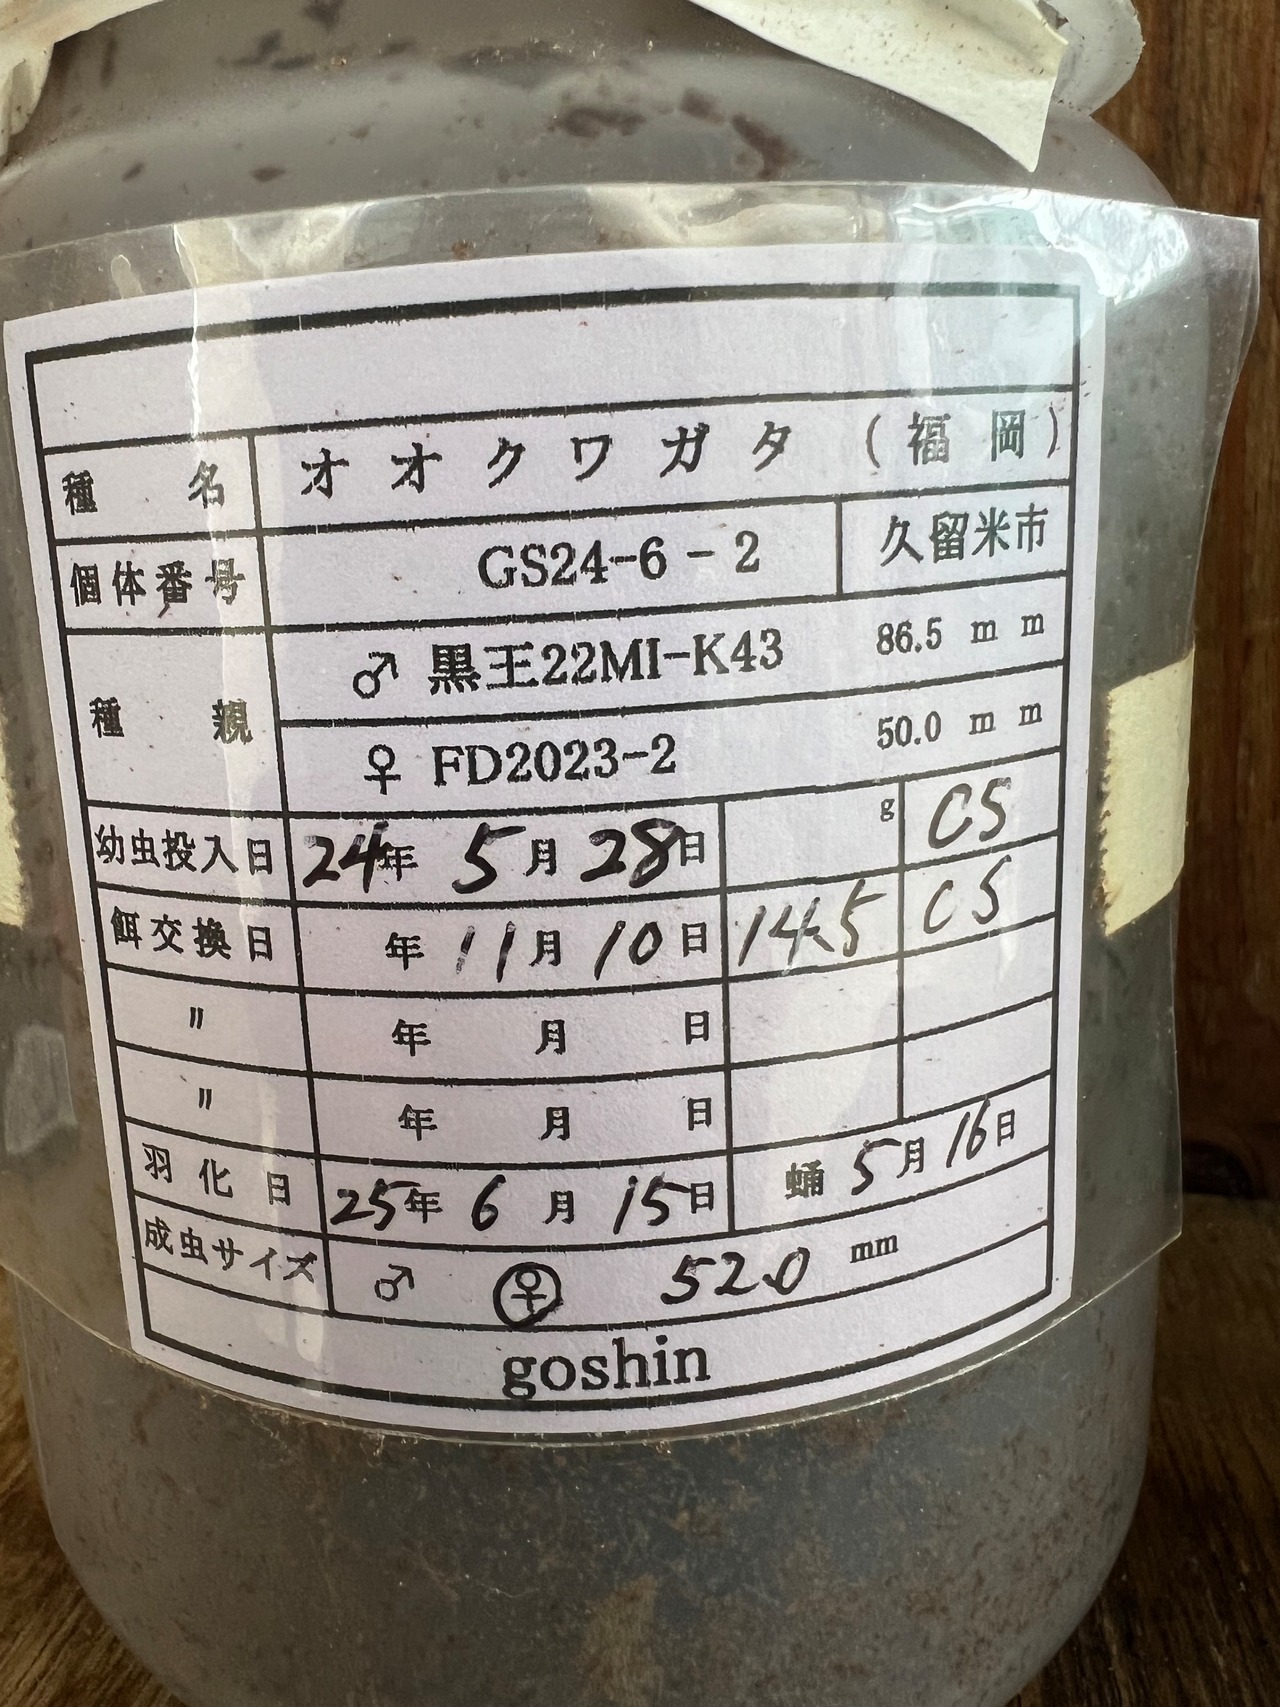 種名 オオクワガタ (福岡)
個体番号 GS24-6-2 久留米市
種親 ♂ 黒王22MI-K43 86.5 mm
♀ FD2023-2 50.0 mm
幼虫投入日 24年 5月 28日 g CS
餌交換日 年 11月 10日 14.5 CS
〃 年 月 日
〃 年 月 日
羽化日 25年 6月 15日 蛹 5月 16日
成虫サイズ ♂ ♀ 52.0 mm
goshin